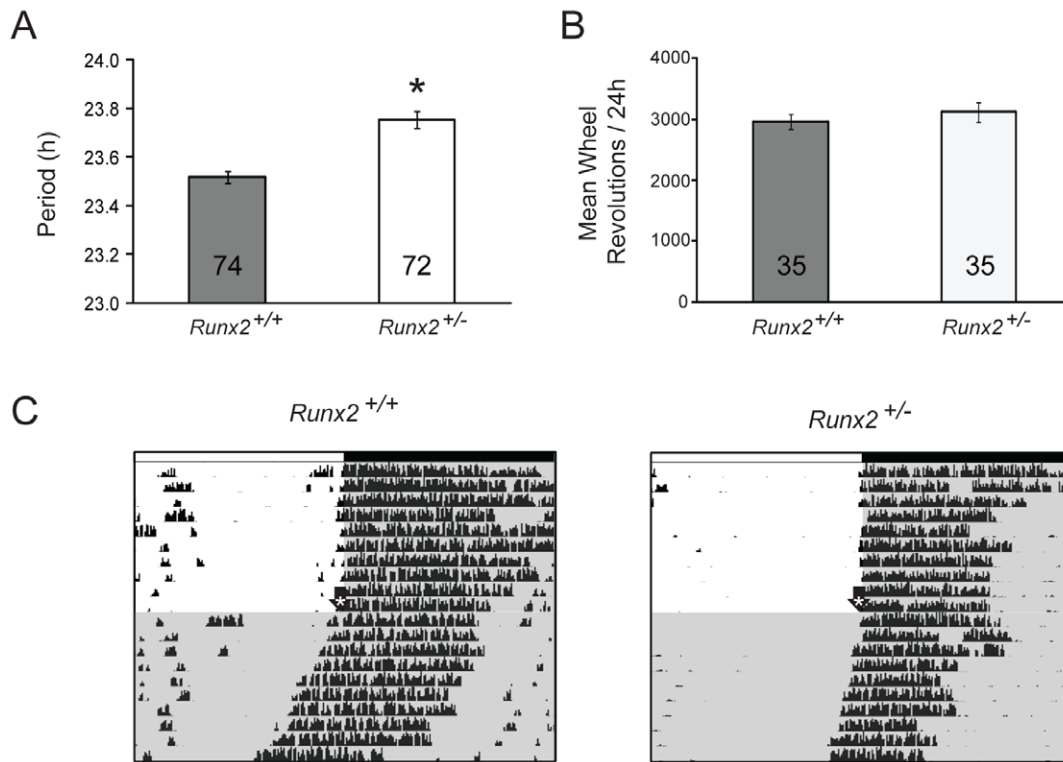 A
Period (h)
24.0
23.8
23.6
23.4
23.2
23.0
*
74
72
Runx2 +/+
Runx2 +/-
B
Mean Wheel
Revolutions / 24h
4000
3000
2000
1000
0
35
35
Runx2 +/+
Runx2 +/-
C
Runx2 +/+
Runx2 +/-
*
*